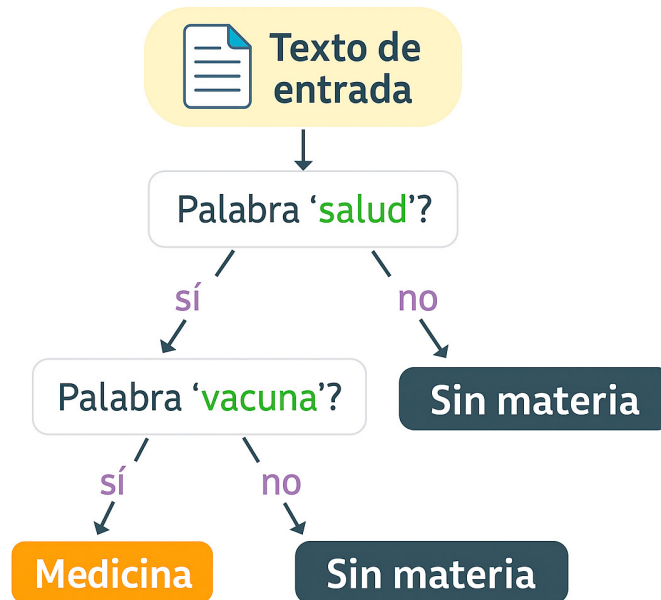 Texto de
entrada
Palabra ‘salud’?
sí
no
Palabra ‘vacuna’?
Sin materia
sí
no
Medicina
Sin materia